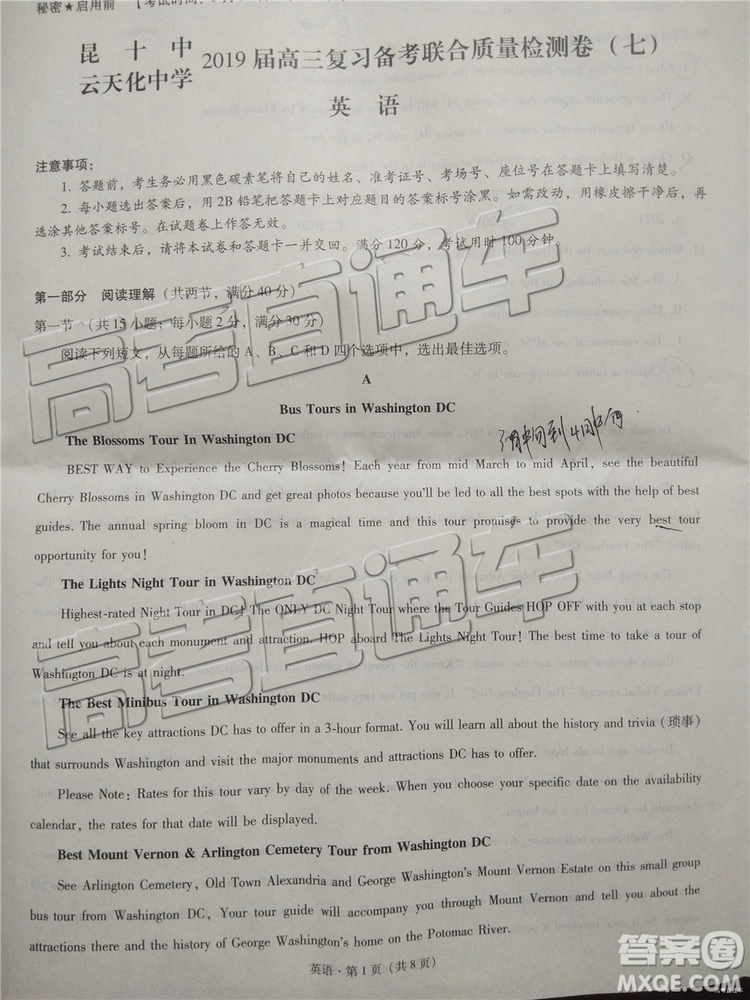 秘密★启用前
昆十中
云天化中学
2019届高三复习备考联合质量检测卷（七）
英 语
注意事项：
1. 答题前，考生务必用黑色碳素笔将自己的姓名、准考证号、考场号、座位号在答题卡上填写清楚。
2. 每小题选出答案后，用2B铅笔把答题卡上对应题目的答案标号涂黑。如需改动，用橡皮擦干净后，再
选涂其他答案标号。在试题卷上作答无效。
3. 考试结束后，请将本试卷和答题卡一并交回。满分120分，考试用时100分钟。
第一部分 阅读理解（共两节，满分40分）
第一节 （共15小题；每小题2分，满分30分）
阅读下列短文，从每题所给的A、B、C和D四个选项中，选出最佳选项。
A
Bus Tours in Washington DC
The Blossoms Tour In Washington DC
BEST WAY to Experience the Cherry Blossoms! Each year from mid March to mid April, see the beautiful
Cherry Blossoms in Washington DC and get great photos because you'll be led to all the best spots with the help of best
guides. The annual spring bloom in DC is a magical time and this tour promises to provide the very best tour
opportunity for you!
The Lights Night Tour in Washington DC
Highest-rated Night Tour in DC! The ONLY DC Night Tour where the Tour Guides HOP OFF with you at each stop
and tell you about each monument and attraction. HOP aboard The Lights Night Tour! The best time to take a tour of
Washington DC is at night.
The Best Minibus Tour in Washington DC
See all the key attractions DC has to offer in a 3-hour format. You will learn all about the history and trivia (琐事)
that surrounds Washington and visit the major monuments and attractions DC has to offer.
Please Note: Rates for this tour vary by day of the week. When you choose your specific date on the availability
calendar, the rates for that date will be displayed.
Best Mount Vernon & Arlington Cemetery Tour from Washington DC
See Arlington Cemetery, Old Town Alexandria and George Washington's Mount Vernon Estate on this small group
bus tour from Washington DC, Your tour guide will accompany you through Mount Vernon and tell you about the
attractions there and the history of George Washington's home on the Potomac River.
英语·第1页（共8页）
高考直通车
高考直通车
答案圈
MXQE.COM